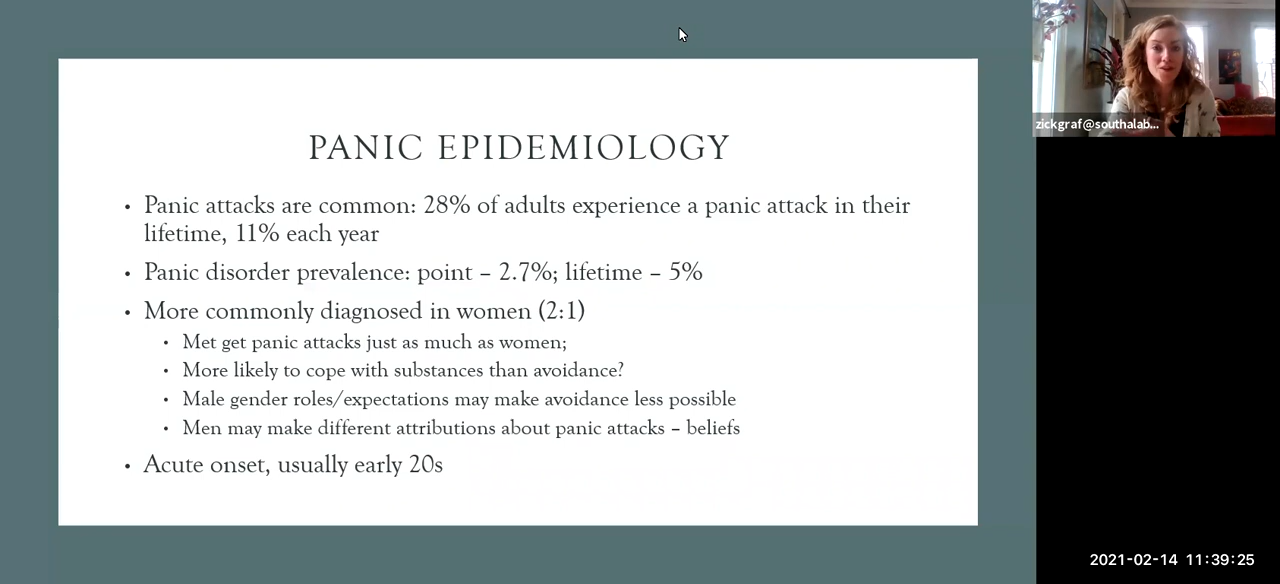 PANIC EPIDEMIOLOGY
• Panic attacks are common: 28% of adults experience a panic attack in their
lifetime, 11% each year
• Panic disorder prevalence: point – 2.7%; lifetime – 5%
• More commonly diagnosed in women (2:1)
• Met get panic attacks just as much as women;
• More likely to cope with substances than avoidance?
• Male gender roles/expectations may make avoidance less possible
• Men may make different attributions about panic attacks – beliefs
• Acute onset, usually early 20s
zickgraf@southalab...
2021-02-14 11:39:25